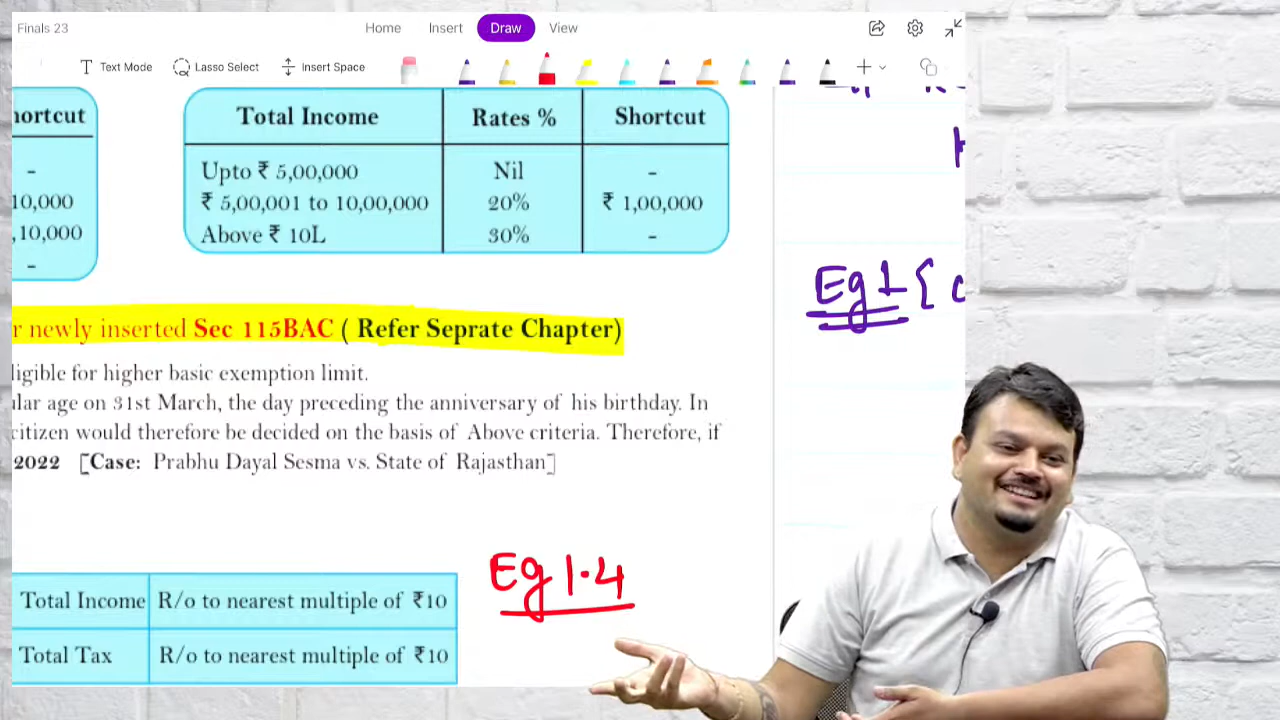 Finals 23
Home Insert Draw View
Text Mode Lasso Select Insert Space
hortcut
-
10,000
,10,000
-
Total Income Rates % Shortcut
Upto ₹ 5,00,000 Nil -
₹ 5,00,001 to 10,00,000 20% ₹ 1,00,000
Above ₹ 10L 30% -
Eg 1 {
r newly inserted Sec 115BAC ( Refer Seprate Chapter)
ligible for higher basic exemption limit.
ular age on 31st March, the day preceding the anniversary of his birthday. In
citizen would therefore be decided on the basis of Above criteria. Therefore, if
2022 [Case: Prabhu Dayal Sesma vs. State of Rajasthan]
Eg 1.4
Total Income R/o to nearest multiple of ₹10
Total Tax R/o to nearest multiple of ₹10